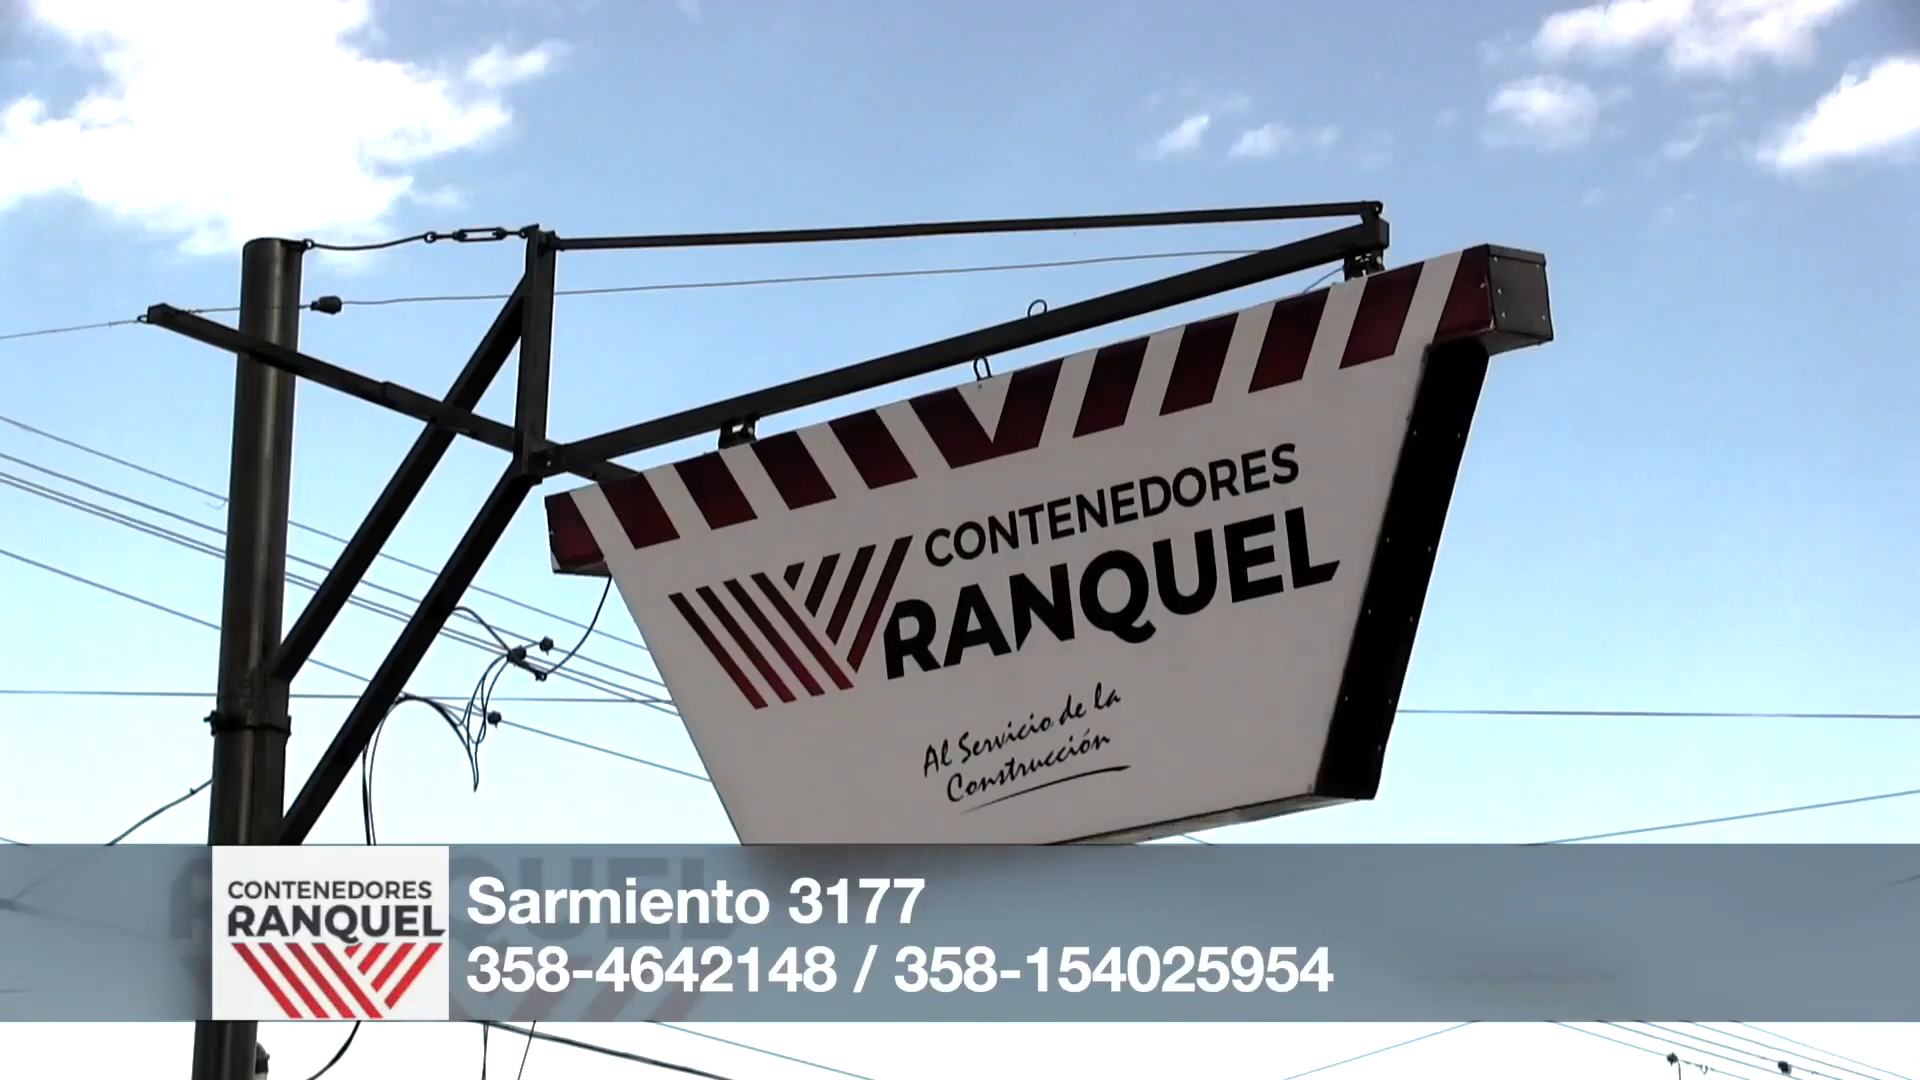 CONTENEDORES
RANQUEL
Al Servicio de la
Construcción
CONTENEDORES
RANQUEL
Sarmiento 3177
358-4642148 / 358-154025954